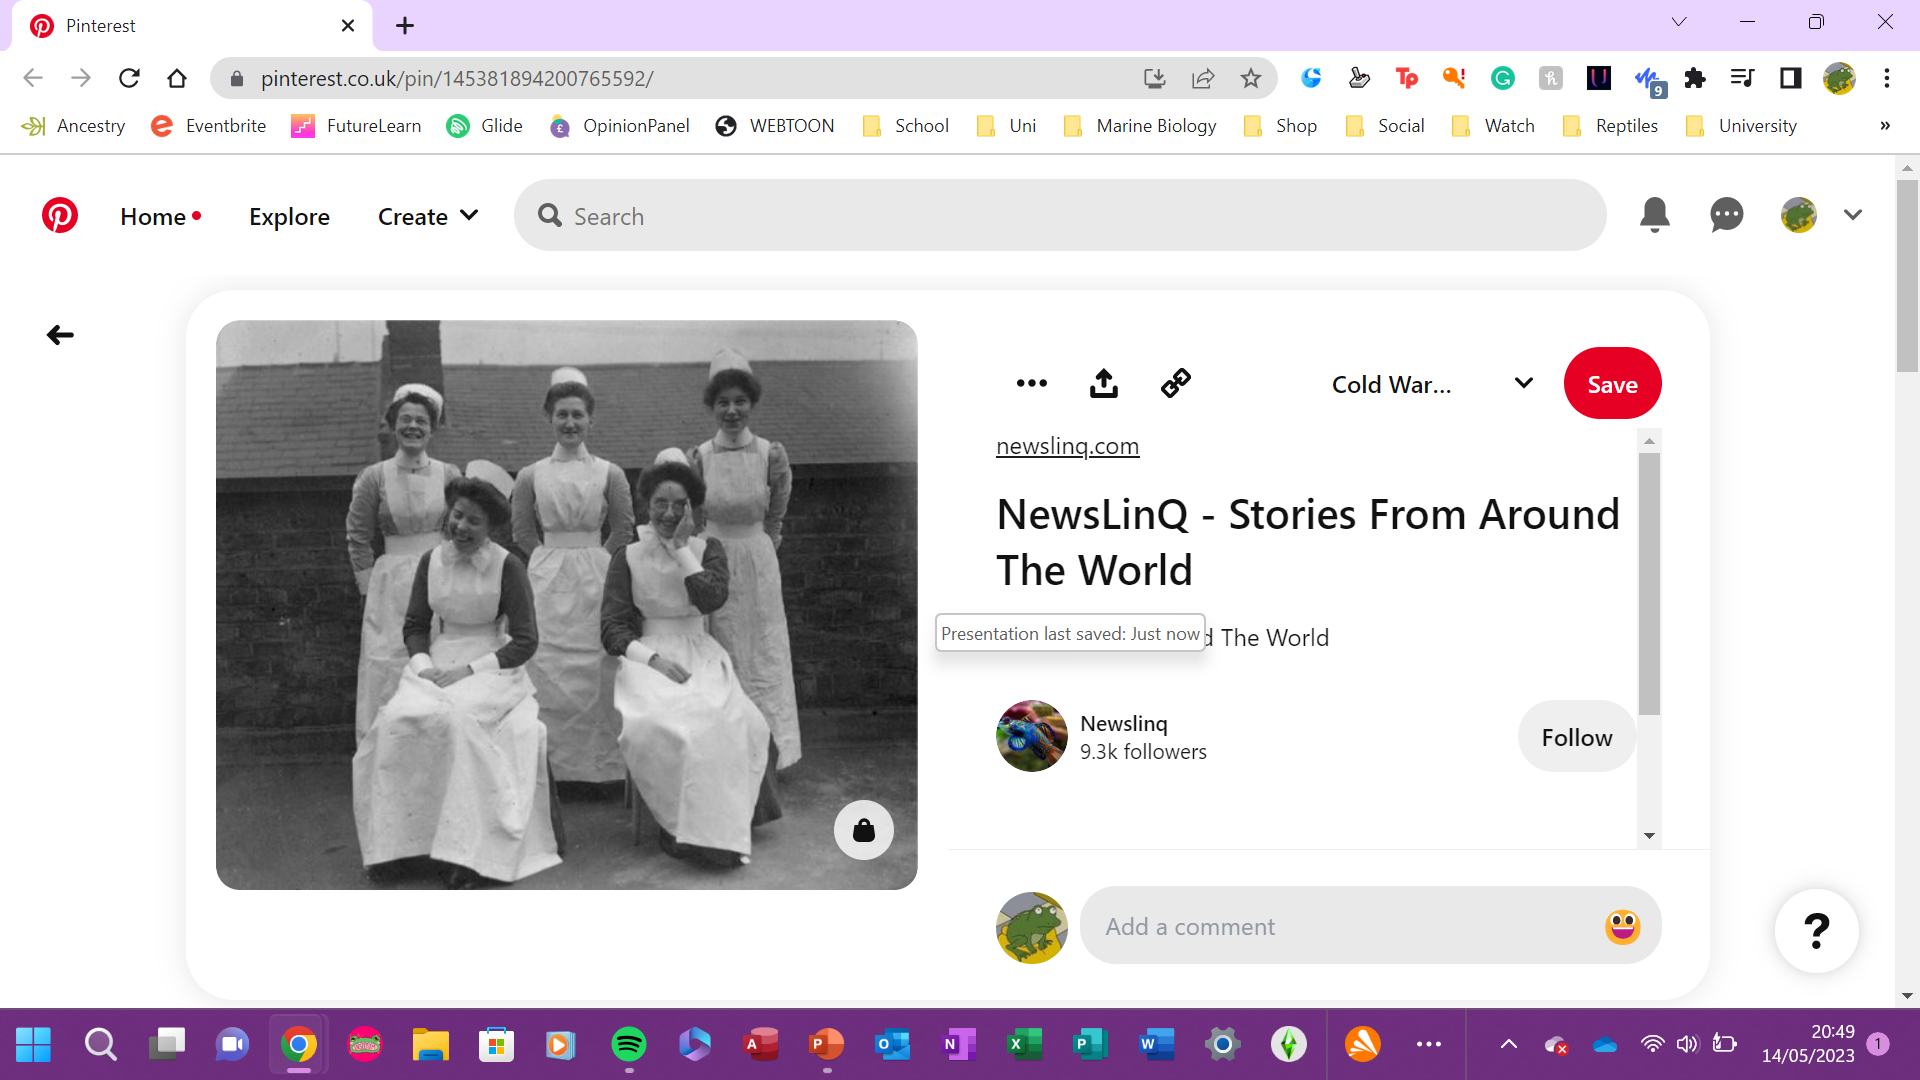 Pinterest
pinterest.co.uk/pin/145381894200765592/
9
Ancestry
Eventbrite
FutureLearn
Glide
OpinionPanel
WEBTOON
School
Uni
Marine Biology
Shop
Social
Watch
Reptiles
University
»
Home
Explore
Create
Search
Cold War...
Save
newslinq.com
NewsLinQ - Stories From Around
The World
Presentation last saved: Just now
d The World
Newslinq
9.3k followers
Follow
Add a comment
?
20:49
14/05/2023
1